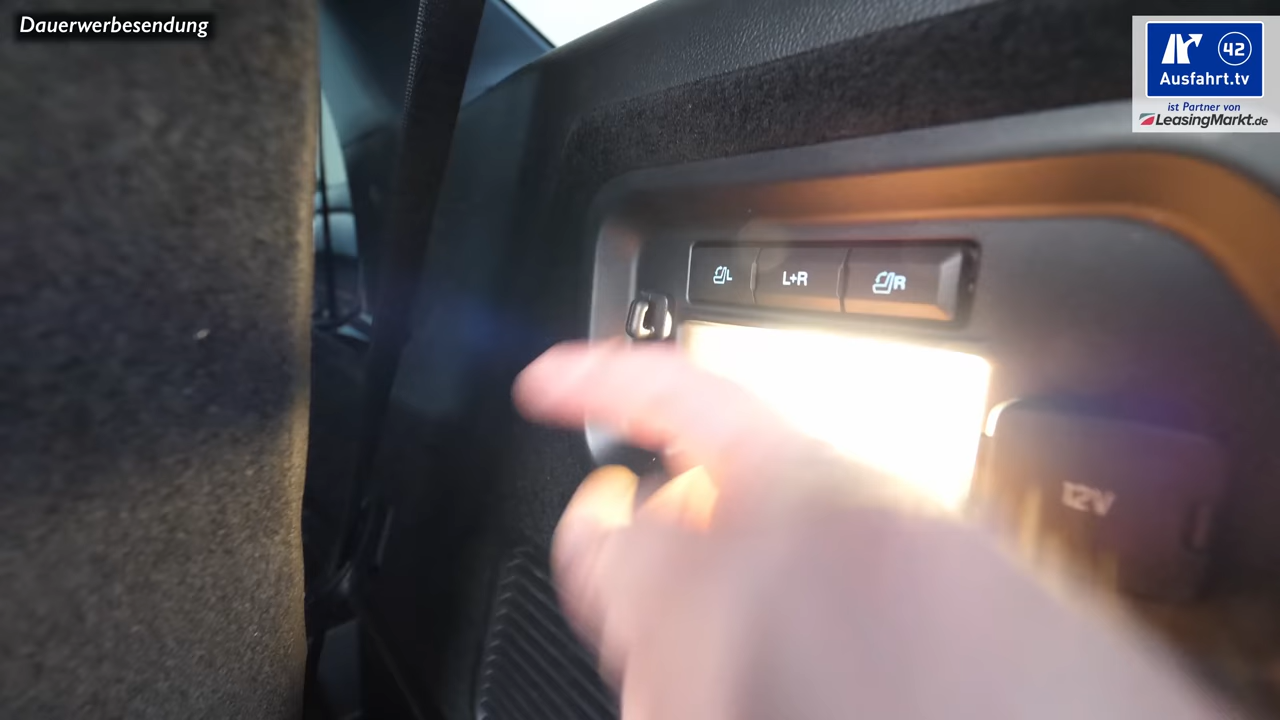 Dauerwerbesendung
42
Ausfahrt.tv
ist Partner von
LeasingMarkt.de
L
L+R
R
12V